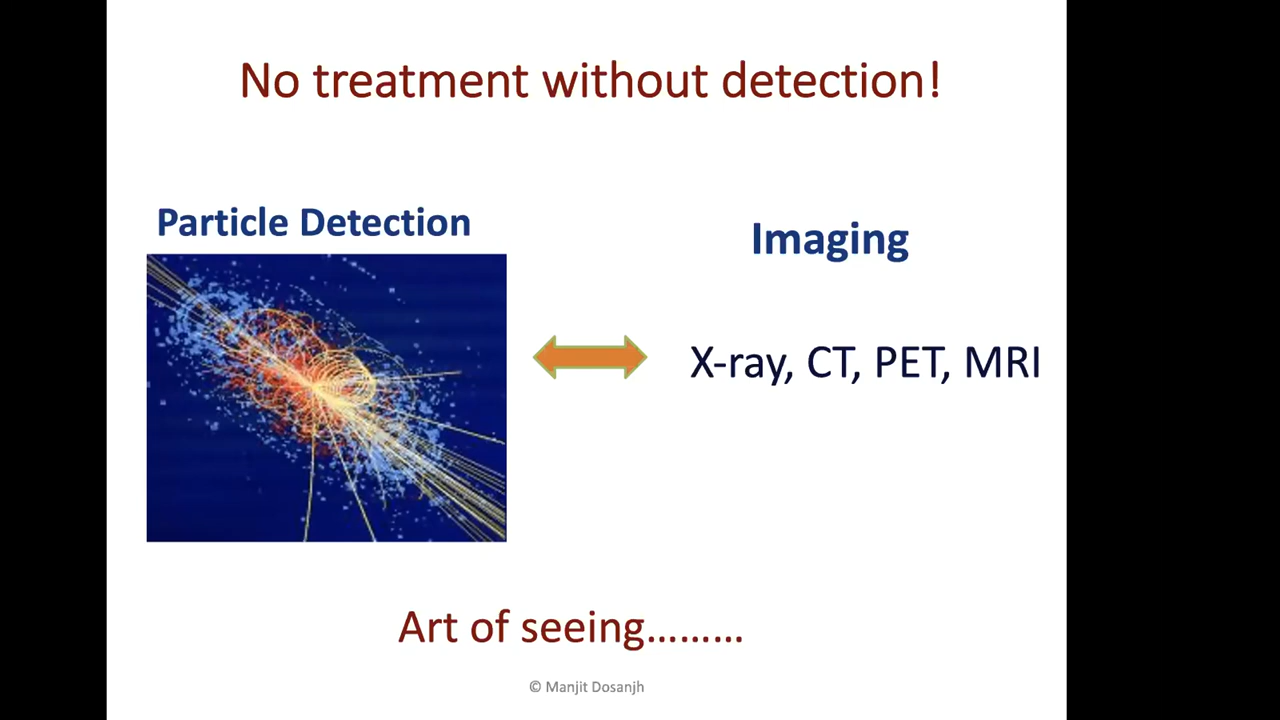 No treatment without detection!
Particle Detection
Imaging
X-ray, CT, PET, MRI
Art of seeing.........
© Manjit Dosanjh